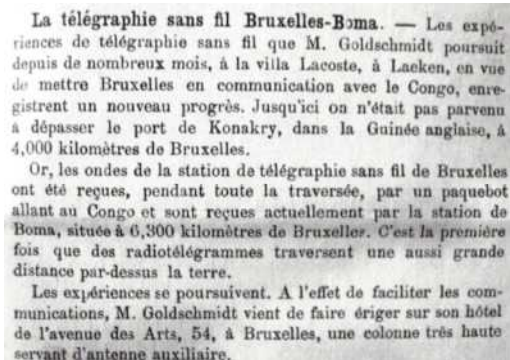 La télégraphie sans fil Bruxelles-Boma. — Les expé-
riences de télégraphie sans fil que M. Goldschmidt poursuit
depuis de nombreux mois, à la villa Lacoste, à Laeken, en vue
de mettre Bruxelles en communication avec le Congo, enre-
gistrent un nouveau progrès. Jusqu'ici on n'était pas parvenu
à dépasser le port de Konakry, dans la Guinée anglaise, à
4,000 kilomètres de Bruxelles.
Or, les ondes de la station de télégraphie sans fil de Bruxelles
ont été reçues, pendant toute la traversée, par un paquebot
allant au Congo et sont reçues actuellement par la station de
Boma, située à 6,300 kilomètres de Bruxelles. C'est la première
fois que des radiotélégrammes traversent une aussi grande
distance par-dessus la terre.
Les expériences se poursuivent. A l'effet de faciliter les com-
munications, M. Goldschmidt vient de faire ériger sur son hôtel
de l'avenue des Arts, 54, à Bruxelles, une colonne très haute
servant d'antenne auxiliaire.